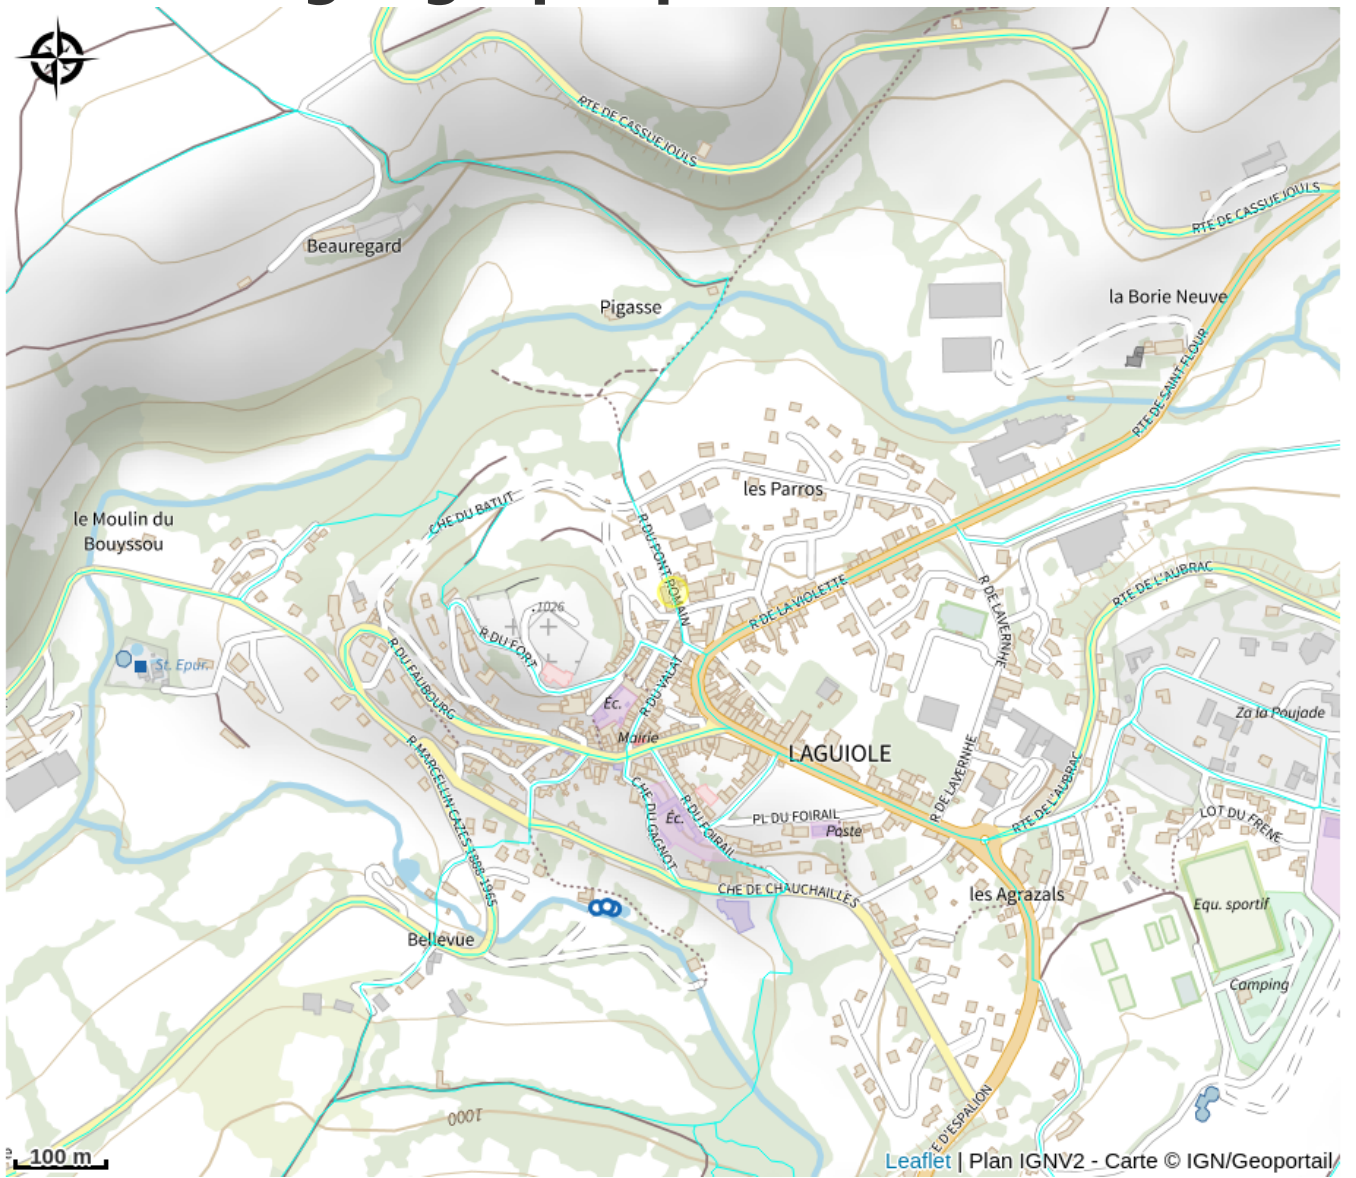 RTE DE CASSUEJOULS
RTE DE CASSUEJOULS
Beauregard
Pigasse
la Borie Neuve
RTE DE SAINT FLOUR
les Parros
le Moulin du
Bouyssou
CHE DU BATUT
R DU PONT ROMAIN
R DE LA VIOLETTE
R DE LAVERNHE
RTE DE L'AUBRAC
.1026
R DU FORT
St. Epur.
R DU FAUBOURG
R DU VALAT
Éc.
Mairie
Za la Poujade
LAGUIOLE
R MARCELLIN CAZES 1888-1965
CHE DU GAGNOT
R DU FOIRAIL
Éc.
PL DU FOIRAIL
Poste
R DE LAVERNHE
RTE DE L'AUBRAC
LOT DU FRENE
CHE DE CHAUCHAILLES
les Agrazals
Equ. sportif
Bellevue
Camping
1000
E D'ESPALION
100 m
Leaflet | Plan IGNV2 - Carte © IGN/Geoportail